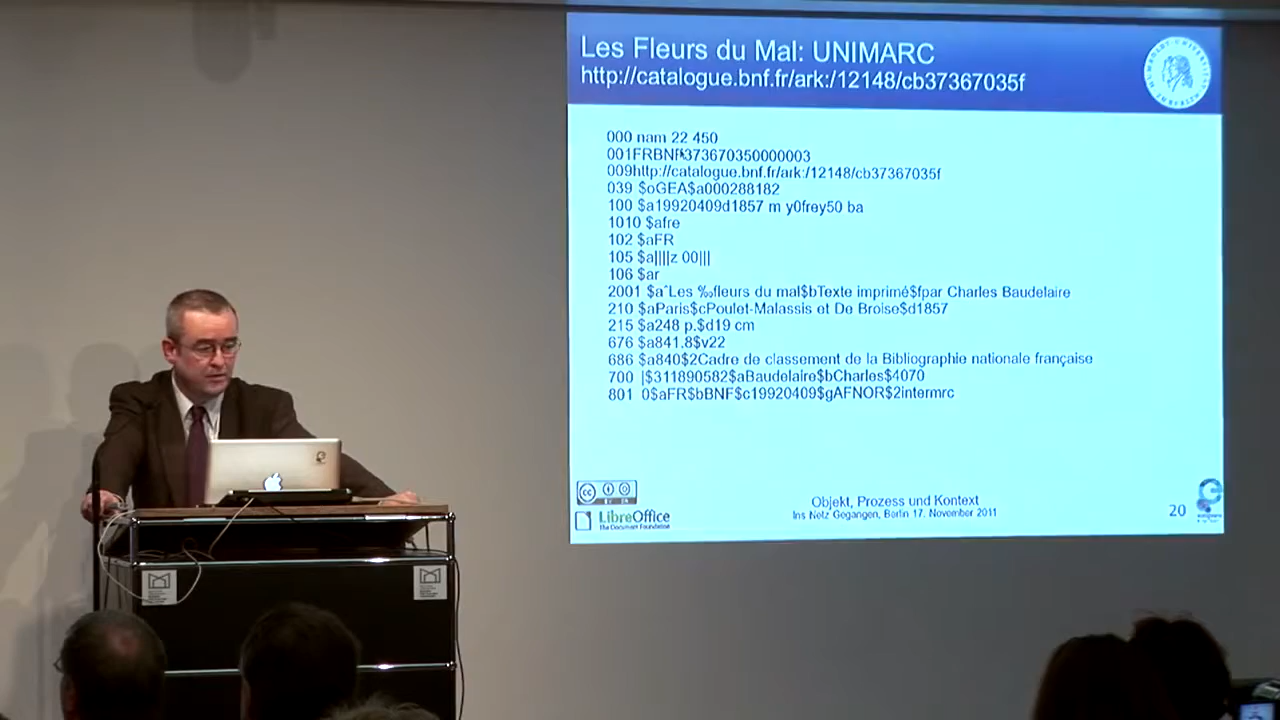 Les Fleurs du Mal: UNIMARC
http://catalogue.bnf.fr/ark:/12148/cb37367035f
000 nam 22 450
001FRBNF373670350000003
009http://catalogue.bnf.fr/ark:/12148/cb37367035f
039 $oGEA$a000288182
100 $a19920409d1857 m y0frey50 ba
1010 $afre
102 $aFR
105 $a||||z 00|||
106 $ar
2001 $aˆLes ‰fleurs du mal$bTexte imprimé$fpar Charles Baudelaire
210 $aParis$cPoulet-Malassis et De Broise$d1857
215 $a248 p.$d19 cm
676 $a841.8$v22
686 $a840$2Cadre de classement de la Bibliographie nationale française
700 |$311890582$aBaudelaire$bCharles$4070
801 0$aFR$bBNF$c19920409$gAFNOR$2intermrc
cc
LibreOffice
The Document Foundation
Objekt, Prozess und Kontext
Ins Netz Gegangen, Berlin 17. November 2011
20